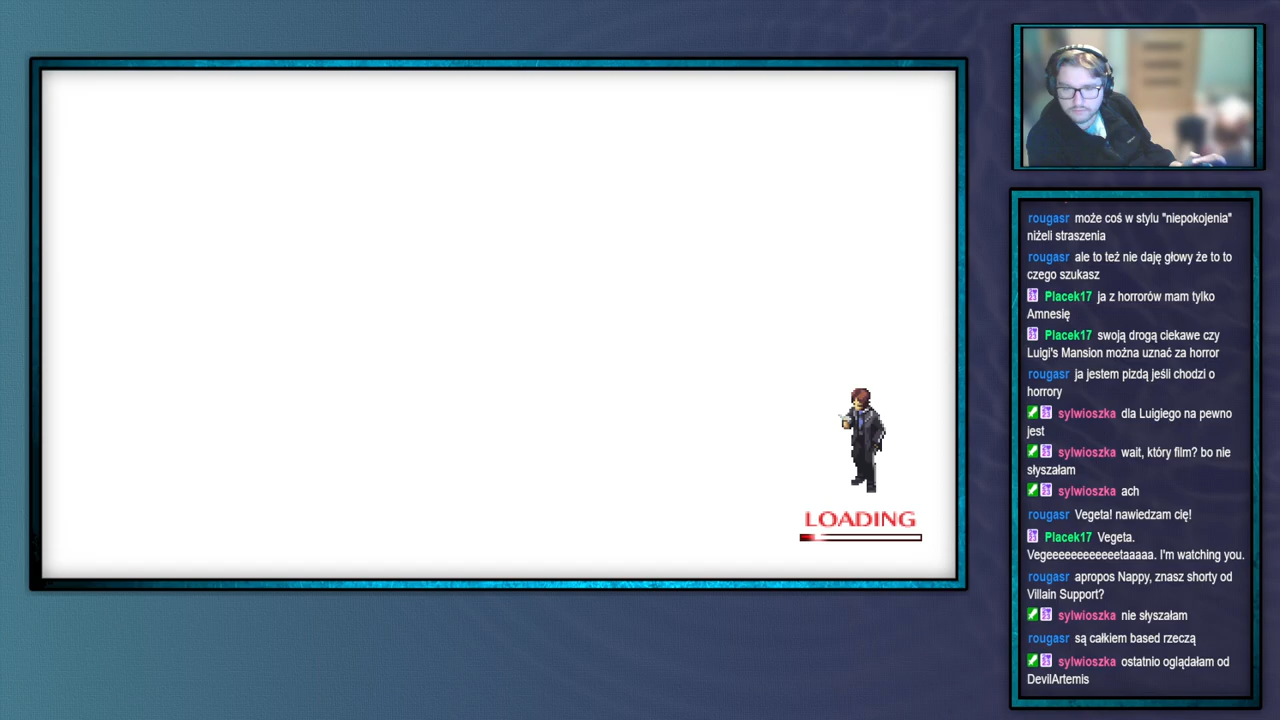 rougasr może coś w stylu "niepokojenia"
niżeli straszenia
rougasr ale to też nie daję głowy że to to
czego szukasz
Placek17 ja z horrorów mam tylko
Amnesię
Placek17 swoją drogą ciekawe czy
Luigi's Mansion można uznać za horror
rougasr ja jestem pizdą jeśli chodzi o
horrory
sylwioszka dla Luigiego na pewno
jest
sylwioszka wait, który film? bo nie
słyszałam
sylwioszka ach
rougasr Vegeta! nawiedzam cię!
Placek17 Vegeta.
Vegeeeeeeeeeeetaaaaa. I'm watching you.
rougasr apropos Nappy, znasz shorty od
Villain Support?
sylwioszka nie słyszałam
rougasr są całkiem based rzeczą
sylwioszka ostatnio oglądałam od
DevilArtemis
LOADING